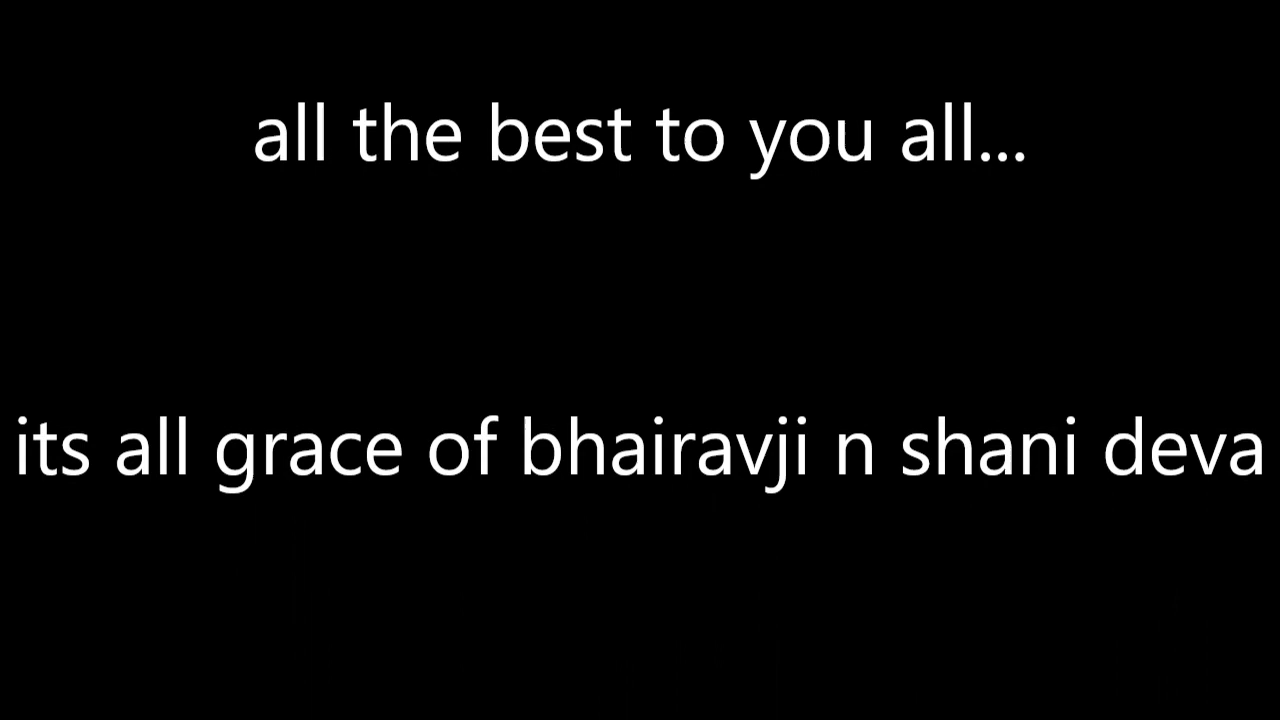 all the best to you all...
its all grace of bhairavji n shani deva